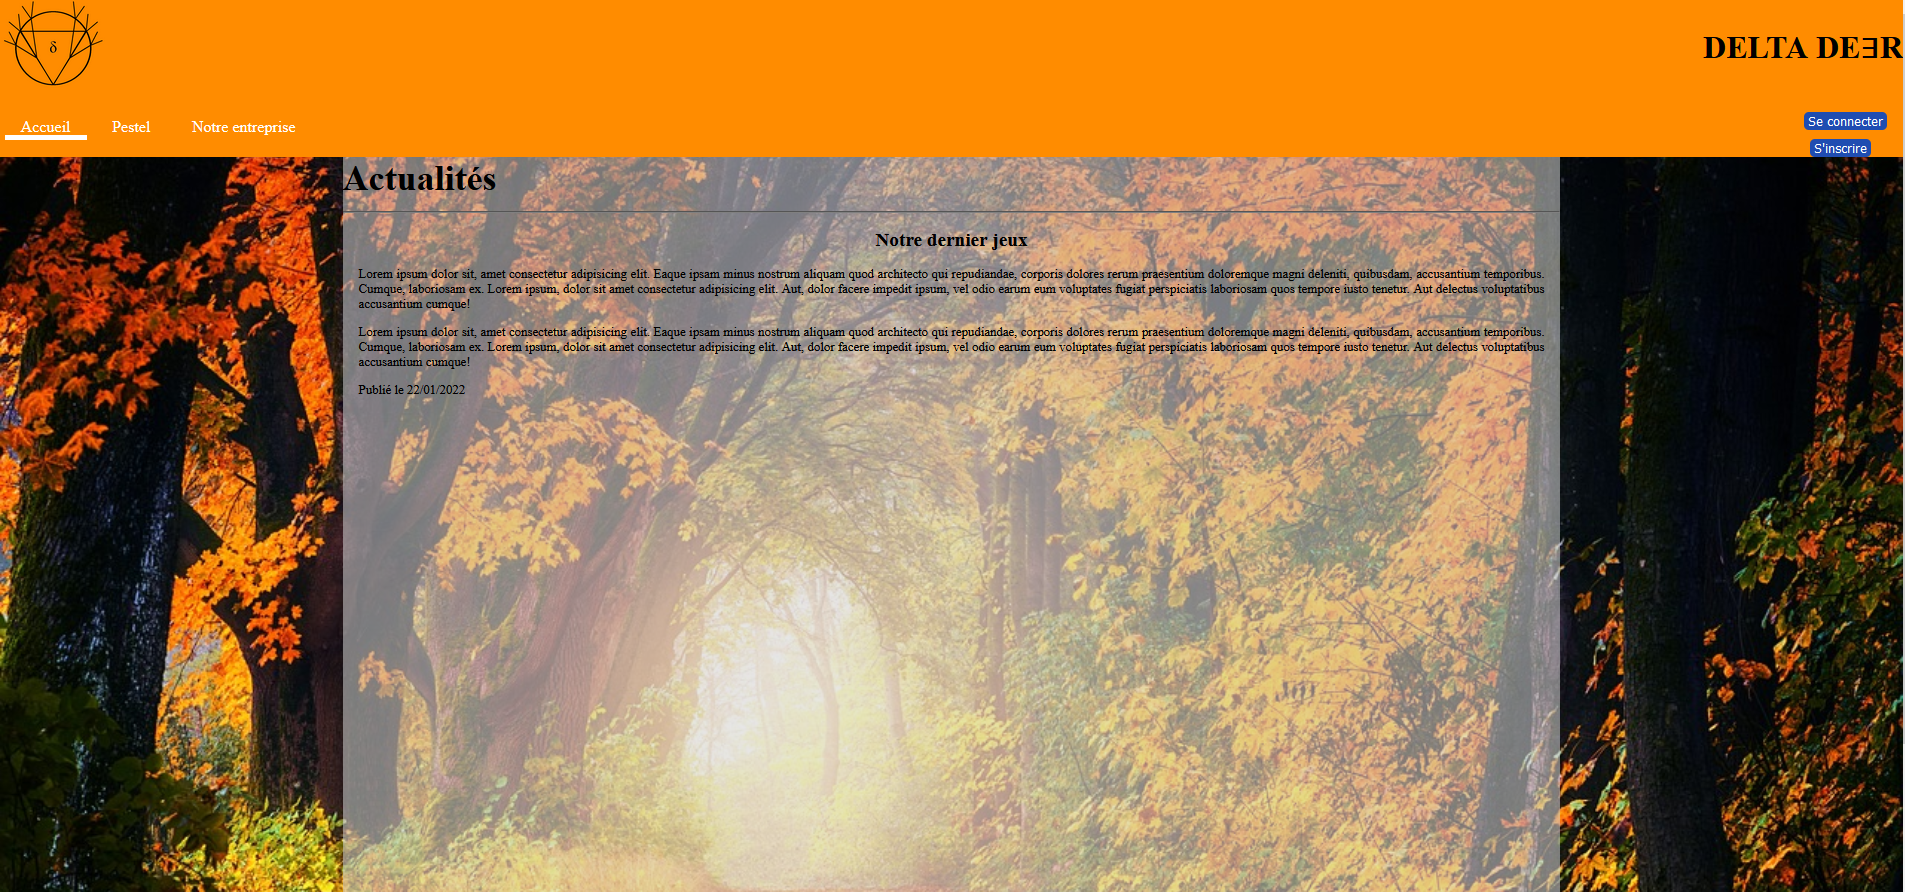 δ
DELTA DEƎR
Accueil Pestel Notre entreprise
Se connecter
S'inscrire
Actualités
Notre dernier jeux
Lorem ipsum dolor sit, amet consectetur adipisicing elit. Eaque ipsam minus nostrum aliquam quod architecto qui repudiandae, corporis dolores rerum praesentium doloremque magni deleniti, quibusdam, accusantium temporibus.
Cumque, laboriosam ex. Lorem ipsum, dolor sit amet consectetur adipisicing elit. Aut, dolor facere impedit ipsum, vel odio earum eum voluptates fugiat perspiciatis laboriosam quos tempore iusto tenetur. Aut delectus voluptatibus
accusantium cumque!
Lorem ipsum dolor sit, amet consectetur adipisicing elit. Eaque ipsam minus nostrum aliquam quod architecto qui repudiandae, corporis dolores rerum praesentium doloremque magni deleniti, quibusdam, accusantium temporibus.
Cumque, laboriosam ex. Lorem ipsum, dolor sit amet consectetur adipisicing elit. Aut, dolor facere impedit ipsum, vel odio earum eum voluptates fugiat perspiciatis laboriosam quos tempore iusto tenetur. Aut delectus voluptatibus
accusantium cumque!
Publié le 22/01/2022